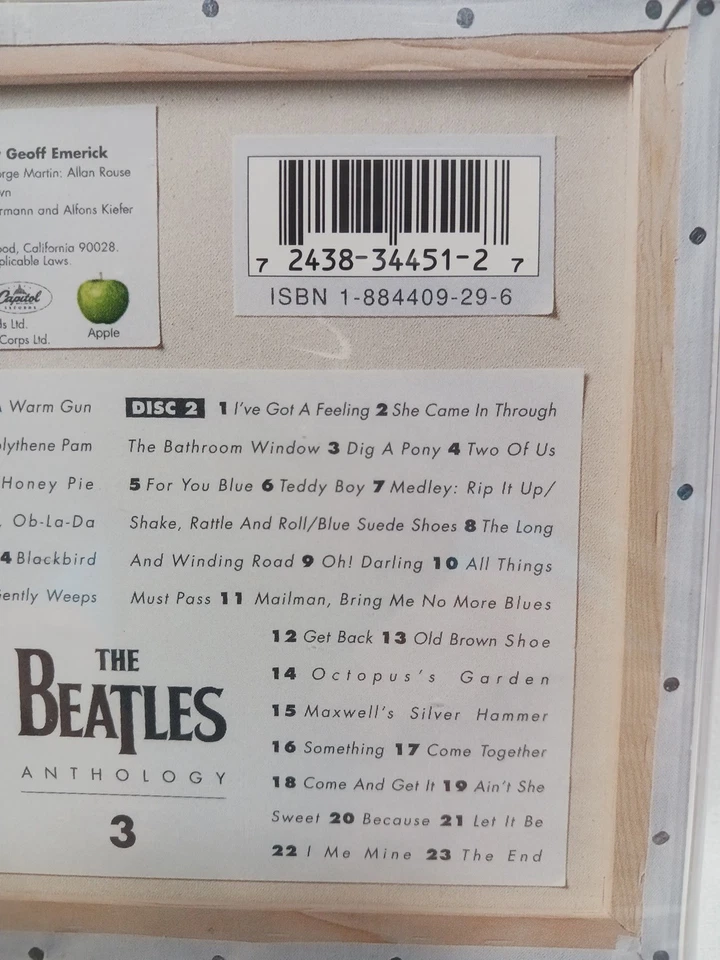 Geoff Emerick
rge Martin: Allan Rouse
wn
rmann and Alfons Kiefer
ood, California 90028.
plicable Laws.
Capitol
RECORDS
Apple
ds Ltd.
Corps Ltd.
7 2438-34451-2 7
ISBN 1-884409-29-6
Warm Gun
olythene Pam
Honey Pie
Ob-La-Da
4 Blackbird
ently Weeps
DISC 2 1 I've Got A Feeling 2 She Came In Through
The Bathroom Window 3 Dig A Pony 4 Two Of Us
5 For You Blue 6 Teddy Boy 7 Medley: Rip It Up/
Shake, Rattle And Roll/Blue Suede Shoes 8 The Long
And Winding Road 9 Oh! Darling 10 All Things
Must Pass 11 Mailman, Bring Me No More Blues
12 Get Back 13 Old Brown Shoe
14 Octopus's Garden
15 Maxwell's Silver Hammer
16 Something 17 Come Together
18 Come And Get It 19 Ain't She
Sweet 20 Because 21 Let It Be
22 I Me Mine 23 The End
THE
BEATLES
ANTHOLOGY
3